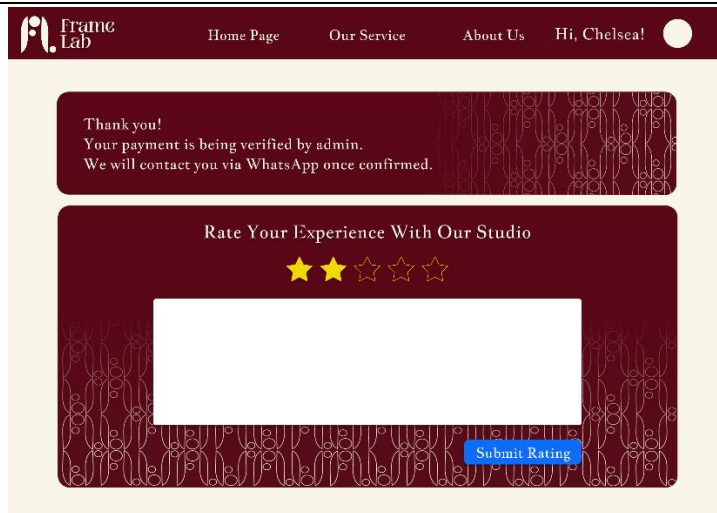 Frame
Lab
Home Page
Our Service
About Us
Hi, Chelsea!
Thank you!
Your payment is being verified by admin.
We will contact you via WhatsApp once confirmed.
Rate Your Experience With Our Studio
Submit Rating